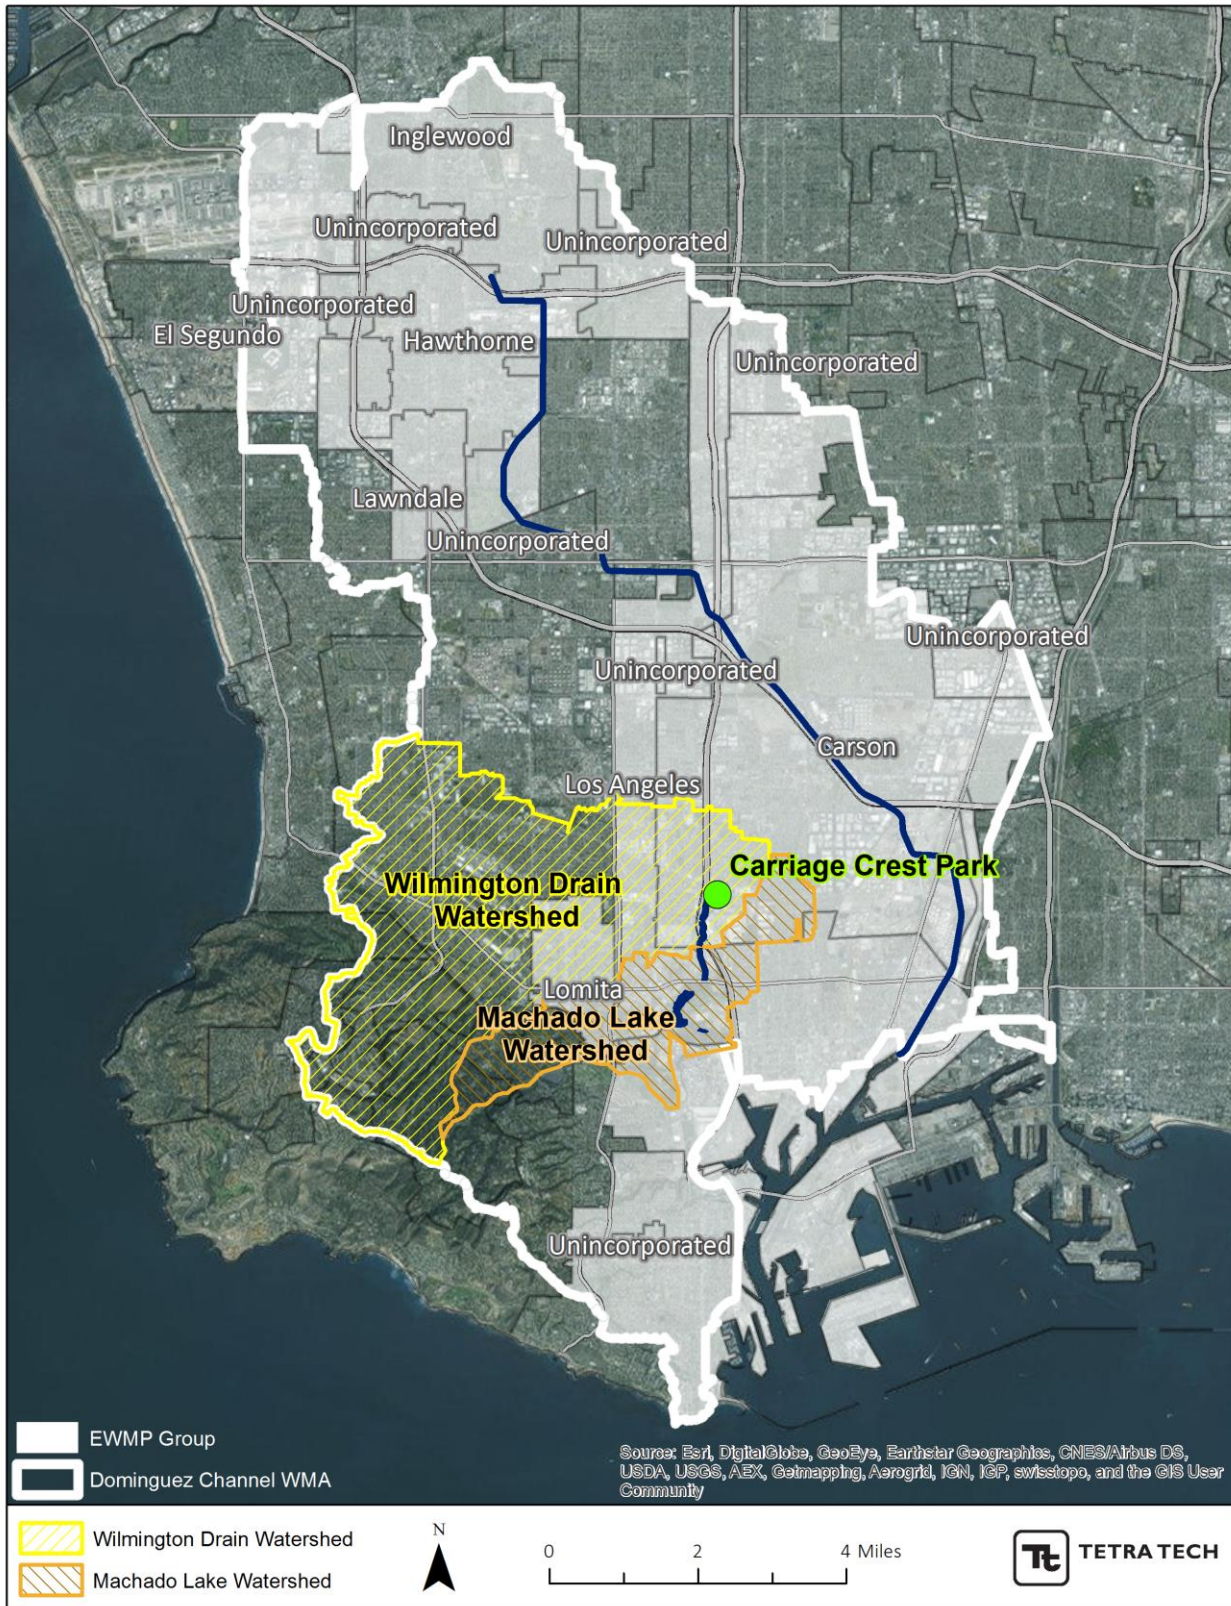 Inglewood
Unincorporated
Unincorporated
Unincorporated
El Segundo
Hawthorne
Unincorporated
Lawndale
Unincorporated
Unincorporated
Unincorporated
Carson
Los Angeles
Carriage Crest Park
Wilmington Drain
Watershed
Lomita
Machado Lake
Watershed
Unincorporated
EWMP Group
Dominguez Channel WMA
Source: Esri, DigitalGlobe, GeoEye, Earthstar Geographics, CNES/Airbus DS,
USDA, USGS, AEX, Getmapping, Aerogrid, IGN, IGP, swisstopo, and the GIS User
Community
Wilmington Drain Watershed
Machado Lake Watershed
N
0 2 4 Miles
Tt TETRA TECH